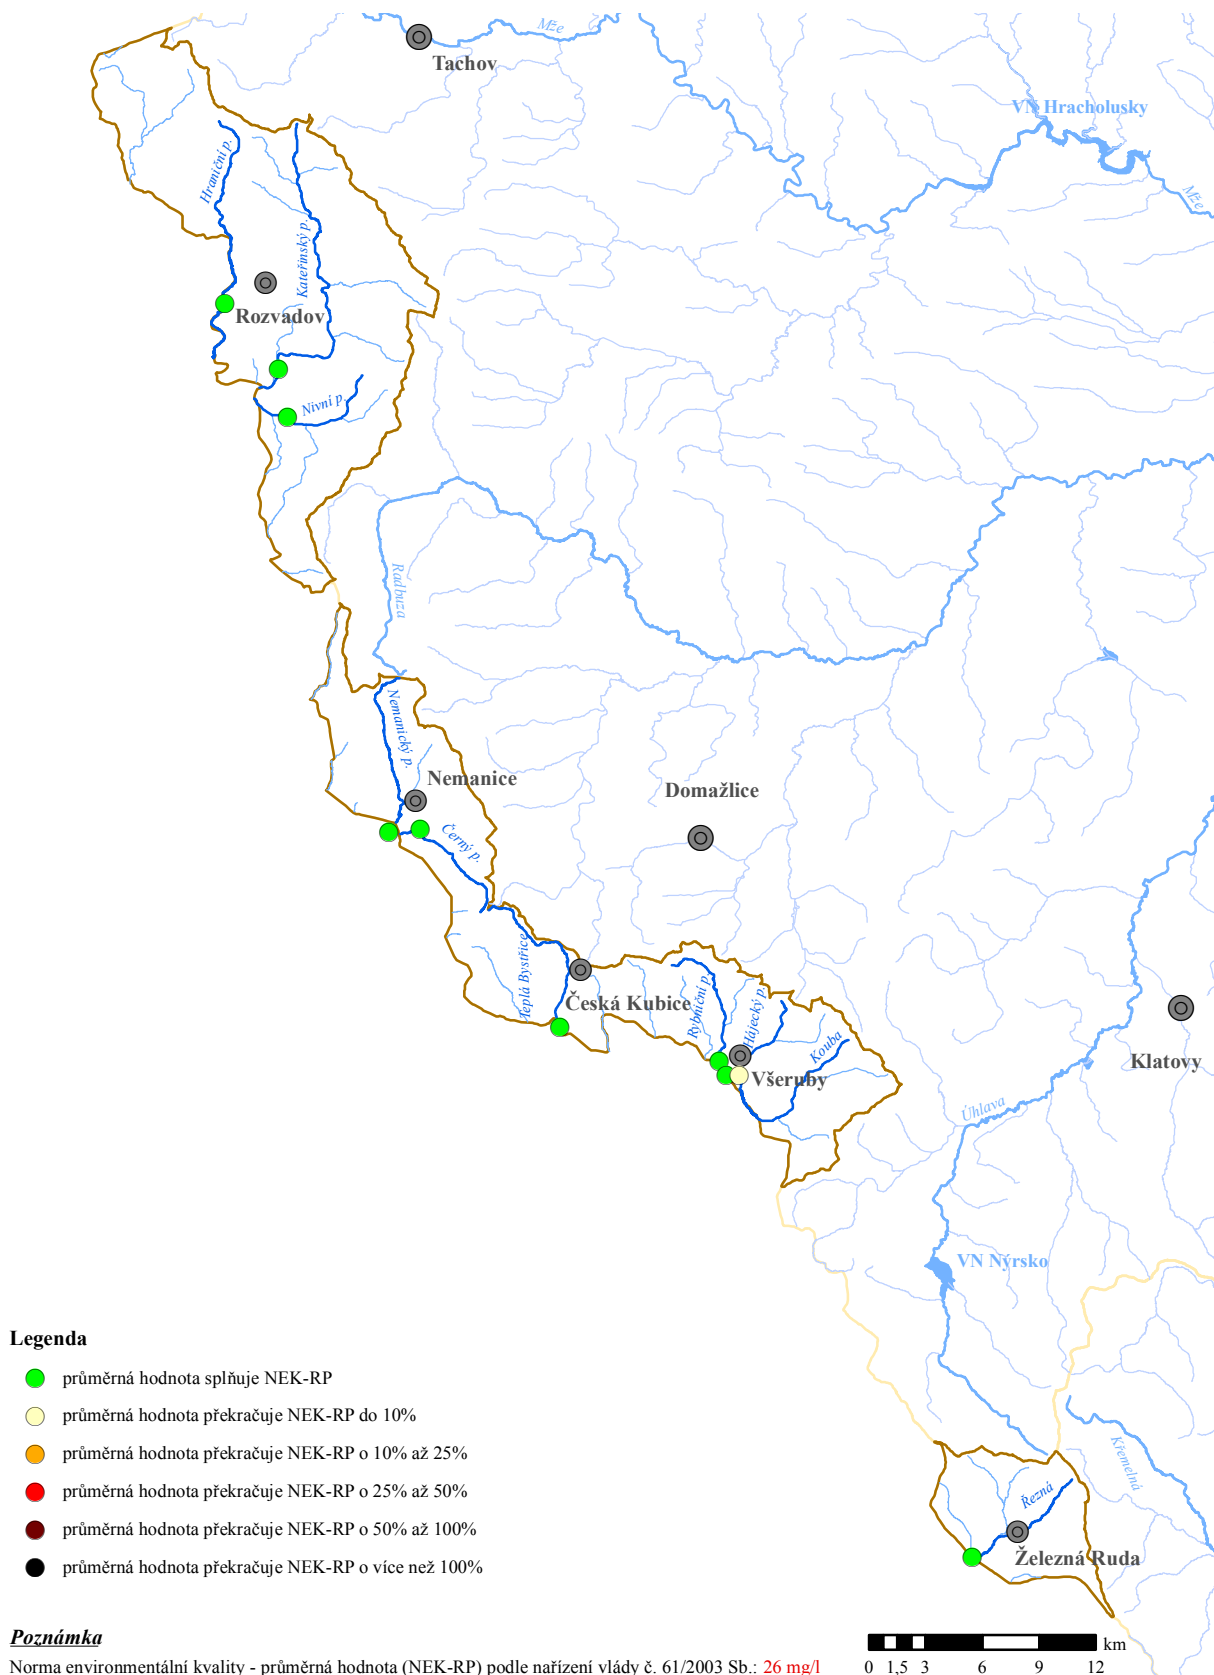 Mže
Tachov
VN Hracholusky
Mže
Hraniční p.
Kateřinský p.
Rozvadov
Nivní p.
Radbuza
Nemanický p.
Nemanice
Domažlice
Černý p.
Teplá Bystřice
Česká Kubice
Rybniční p.
Hájecký p.
Kouba
Všeruby
Klatovy
Úhlava
VN Nýrsko
Křemelná
Řezná
Železná Ruda
Legenda
průměrná hodnota splňuje NEK-RP
průměrná hodnota překračuje NEK-RP do 10%
průměrná hodnota překračuje NEK-RP o 10% až 25%
průměrná hodnota překračuje NEK-RP o 25% až 50%
průměrná hodnota překračuje NEK-RP o 50% až 100%
průměrná hodnota překračuje NEK-RP o více než 100%
Poznámka
Norma environmentální kvality - průměrná hodnota (NEK-RP) podle nařízení vlády č. 61/2003 Sb.: 26 mg/l
km
0 1,5 3 6 9 12